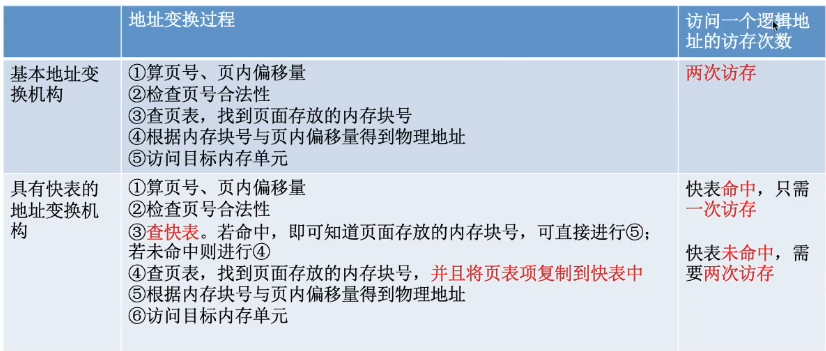 地址变换过程
访问一个逻辑地
址的访存次数
基本地址变
换机构
①算页号、页内偏移量
②检查页号合法性
③查页表，找到页面存放的内存块号
④根据内存块号与页内偏移量得到物理地址
⑤访问目标内存单元
两次访存
具有快表的
地址变换机
构
①算页号、页内偏移量
②检查页号合法性
③查快表。若命中，即可知道页面存放的内存块号，可直接进行⑤；
若未命中则进行④
④查页表，找到页面存放的内存块号，并且将页表项复制到快表中
⑤根据内存块号与页内偏移量得到物理地址
⑥访问目标内存单元
快表命中，只需
一次访存
快表未命中，需
要两次访存